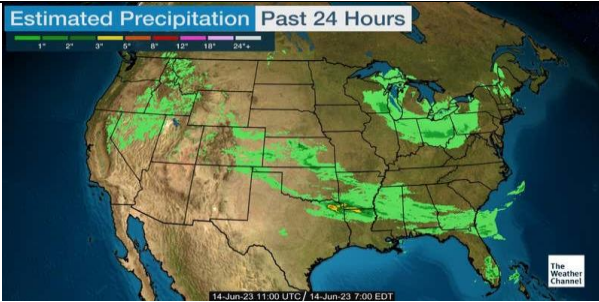 Estimated Precipitation Past 24 Hours
1" 2" 3" 5" 8" 12" 18" 24"+
The
Weather
Channel
14-Jun-23 11:00 UTC / 14-Jun-23 7:00 EDT